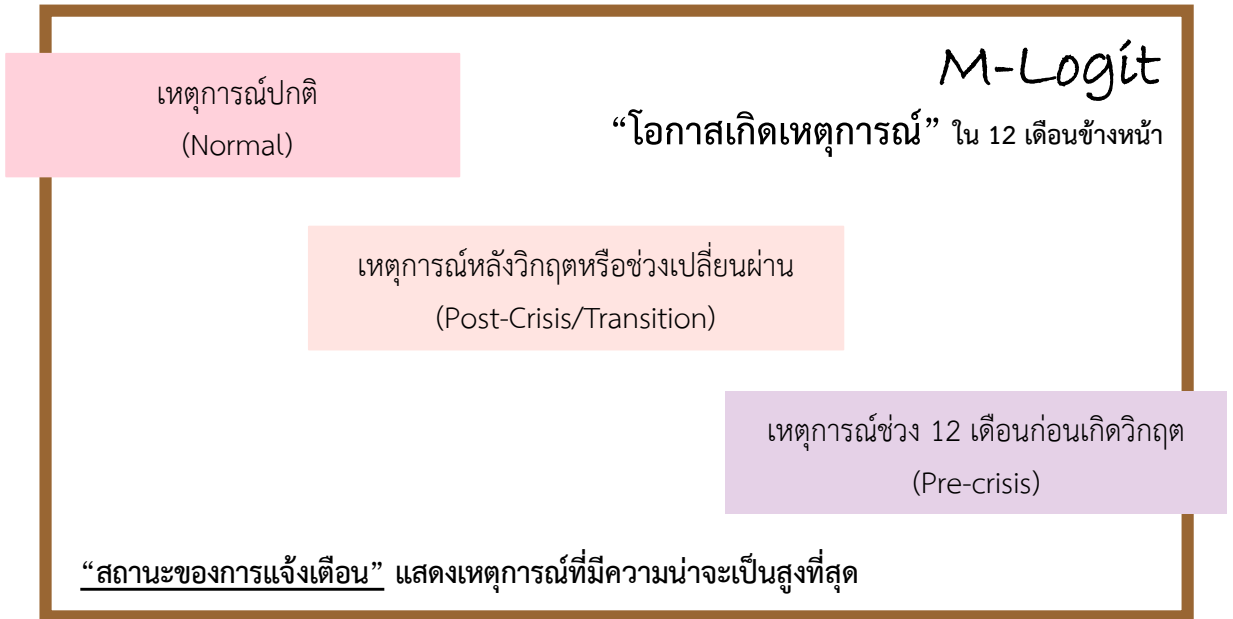 M-Logit
“โอกาสเกิดเหตุการณ์” ใน 12 เดือนข้างหน้า
เหตุการณ์ปกติ
(Normal)
เหตุการณ์หลังวิกฤตหรือช่วงเปลี่ยนผ่าน
(Post-Crisis/Transition)
เหตุการณ์ช่วง 12 เดือนก่อนเกิดวิกฤต
(Pre-crisis)
“สถานะของการแจ้งเตือน” แสดงเหตุการณ์ที่มีความน่าจะเป็นสูงที่สุด